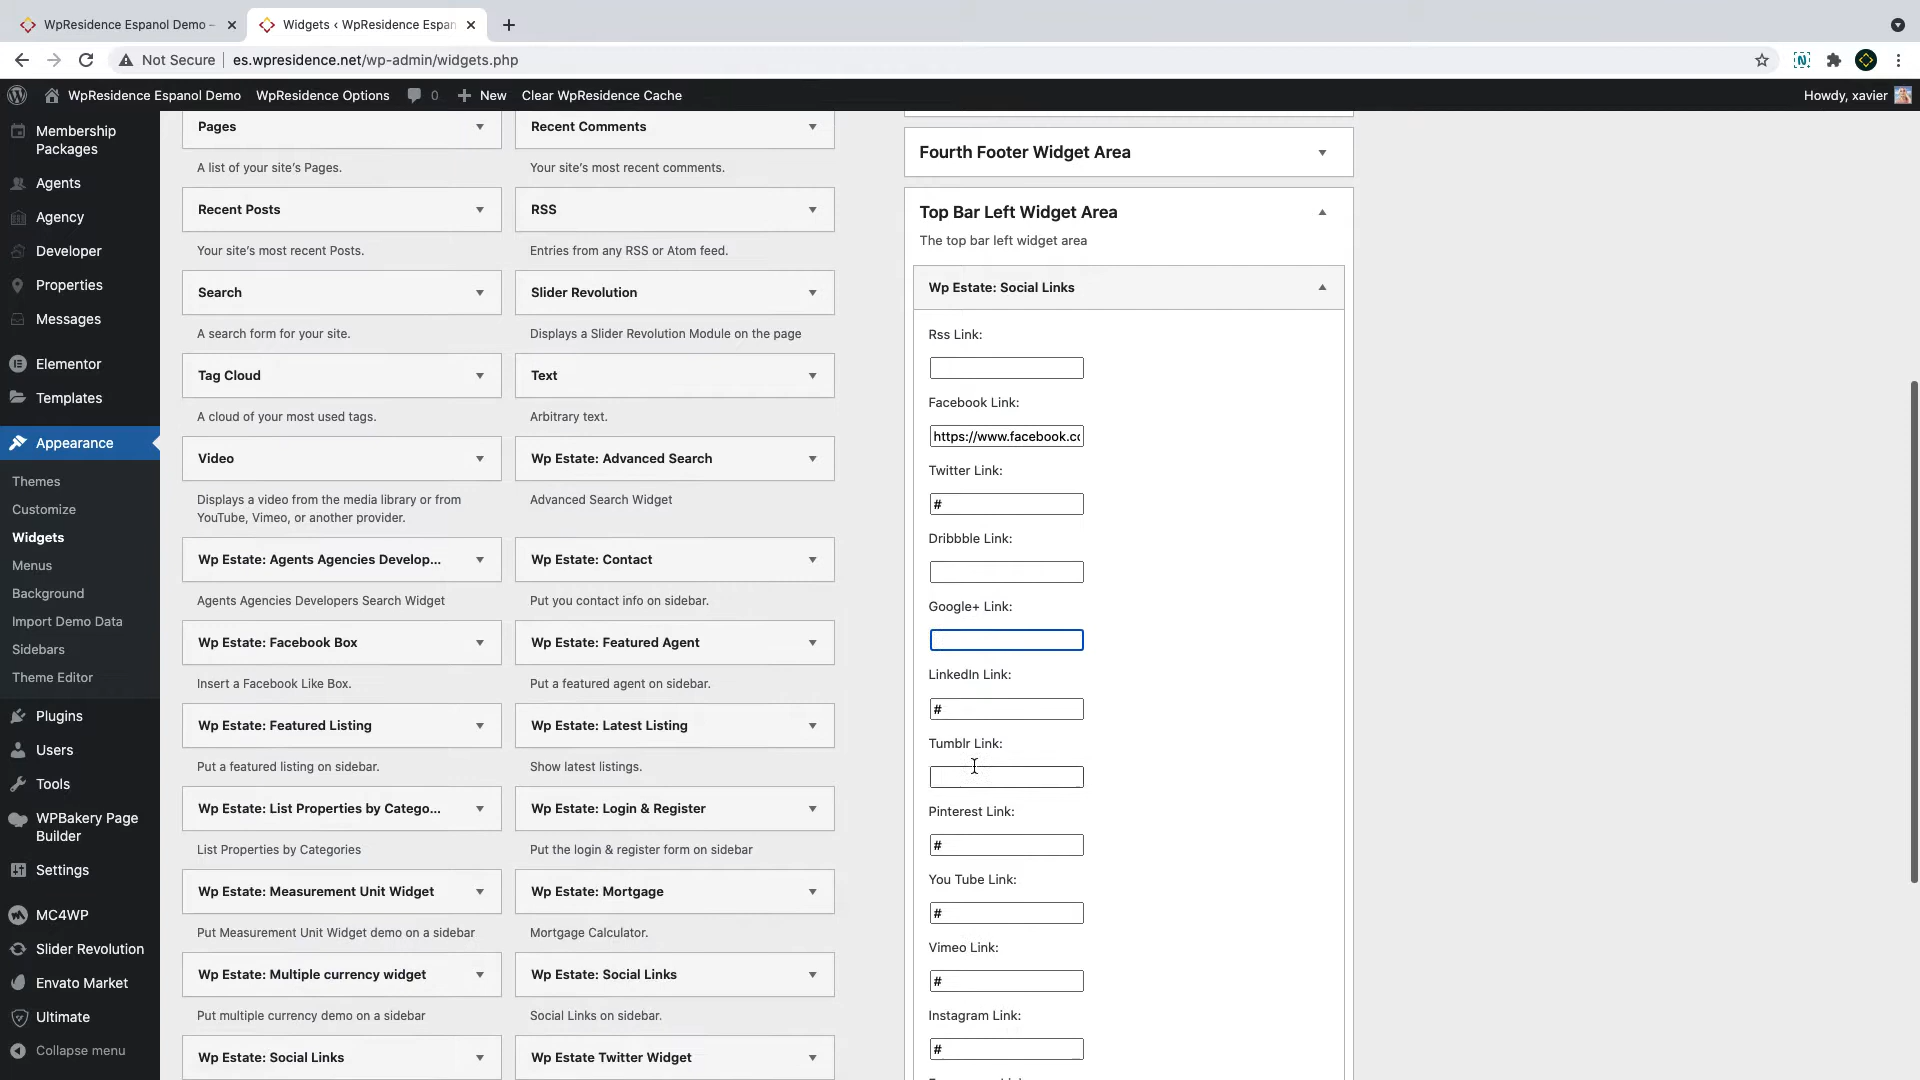 WpResidence Espanol Demo –
Widgets ‹ WpResidence Espan
Not Secure
es.wpresidence.net/wp-admin/widgets.php
WpResidence Espanol Demo
WpResidence Options
0
New
Clear WpResidence Cache
Howdy, xavier
Membership
Packages
Agents
Agency
Developer
Properties
Messages
Elementor
Templates
Appearance
Themes
Customize
Widgets
Menus
Background
Import Demo Data
Sidebars
Theme Editor
Plugins
Users
Tools
WPBakery Page
Builder
Settings
MC4WP
Slider Revolution
Envato Market
Ultimate
Collapse menu
Pages
A list of your site's Pages.
Recent Comments
Your site's most recent comments.
Recent Posts
Your site's most recent Posts.
RSS
Entries from any RSS or Atom feed.
Search
A search form for your site.
Slider Revolution
Displays a Slider Revolution Module on the page
Tag Cloud
A cloud of your most used tags.
Text
Arbitrary text.
Video
Displays a video from the media library or from
YouTube, Vimeo, or another provider.
Wp Estate: Advanced Search
Advanced Search Widget
Wp Estate: Agents Agencies Develop...
Agents Agencies Developers Search Widget
Wp Estate: Contact
Put you contact info on sidebar.
Wp Estate: Facebook Box
Insert a Facebook Like Box.
Wp Estate: Featured Agent
Put a featured agent on sidebar.
Wp Estate: Featured Listing
Put a featured listing on sidebar.
Wp Estate: Latest Listing
Show latest listings.
Wp Estate: List Properties by Catego...
List Properties by Categories
Wp Estate: Login & Register
Put the login & register form on sidebar
Wp Estate: Measurement Unit Widget
Put Measurement Unit Widget demo on a sidebar
Wp Estate: Mortgage
Mortgage Calculator.
Wp Estate: Multiple currency widget
Put multiple currency demo on a sidebar
Wp Estate: Social Links
Social Links on sidebar.
Wp Estate: Social Links
Wp Estate Twitter Widget
Fourth Footer Widget Area
Top Bar Left Widget Area
The top bar left widget area
Wp Estate: Social Links
Rss Link:
Facebook Link:
https://www.facebook.co
Twitter Link:
#
Dribbble Link:
Google+ Link:
LinkedIn Link:
#
Tumblr Link:
Pinterest Link:
#
You Tube Link:
#
Vimeo Link:
#
Instagram Link:
#